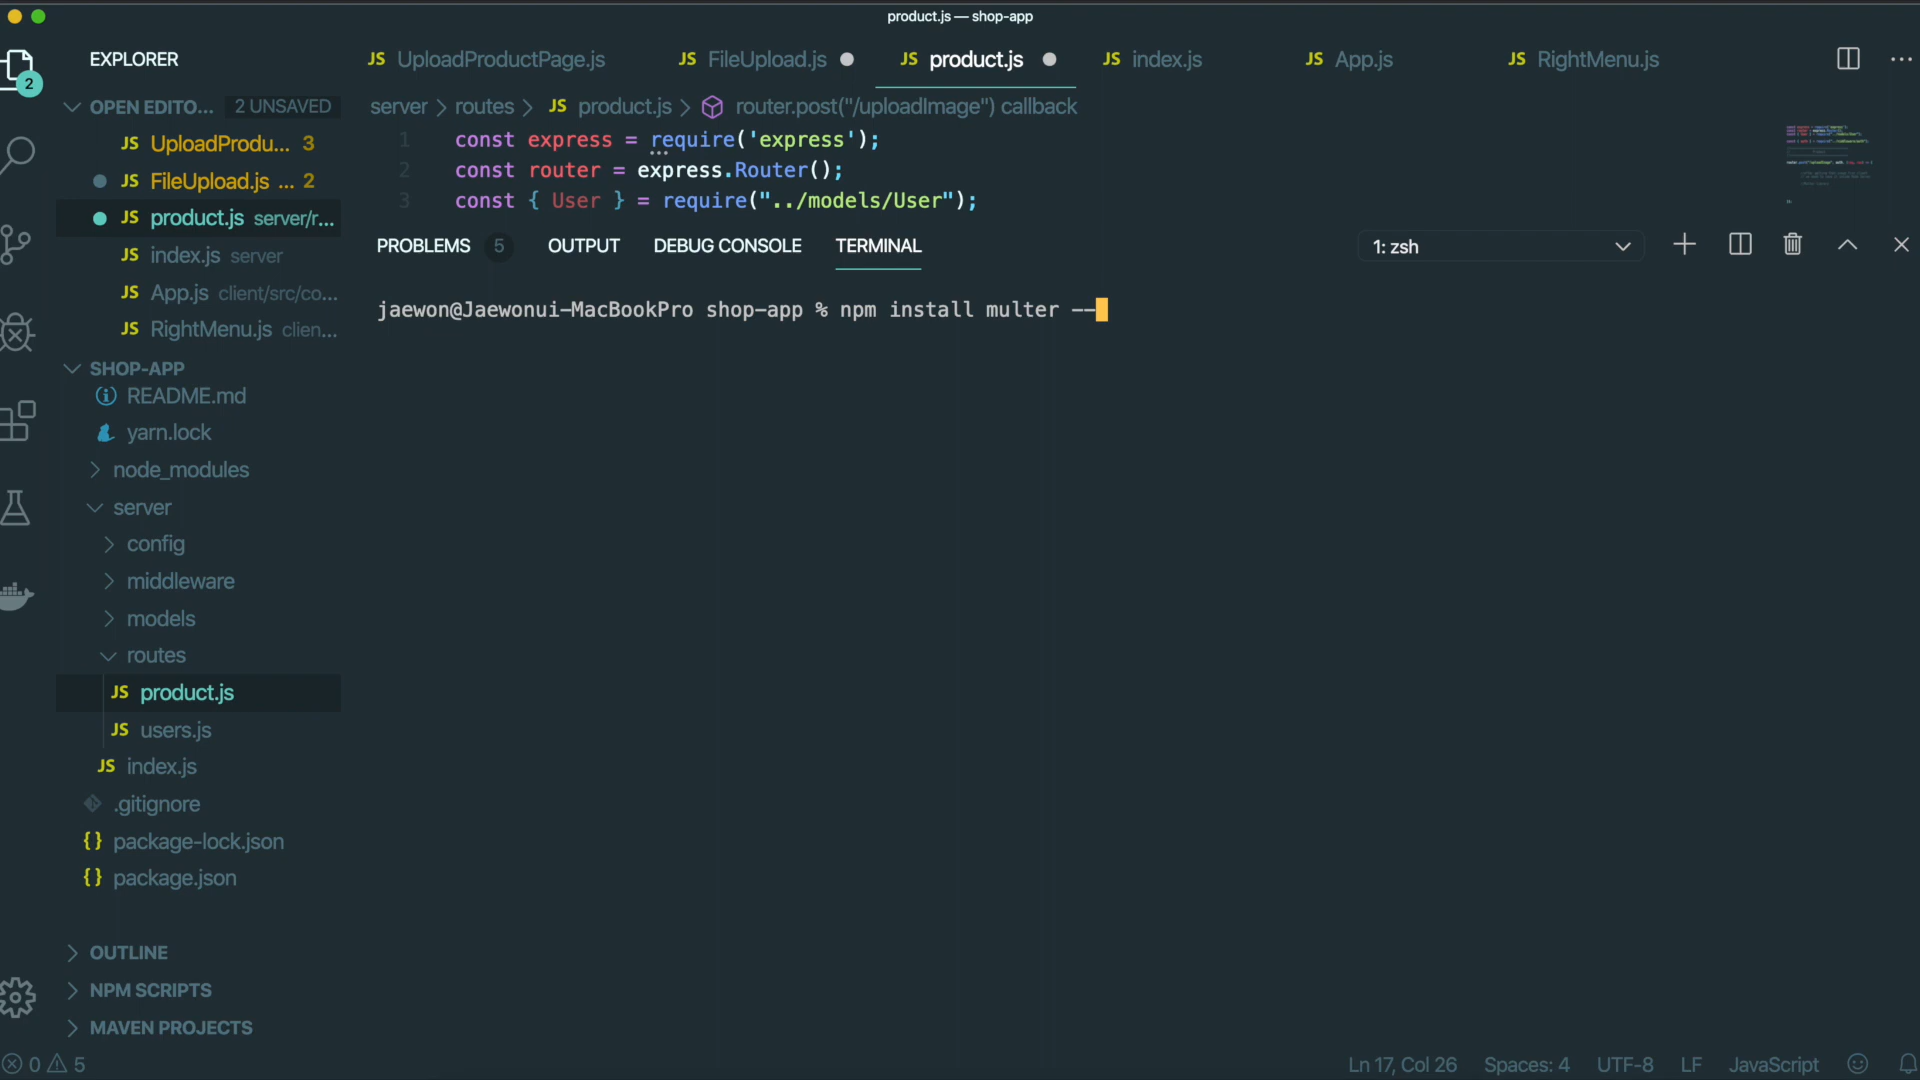 product.js — shop-app
EXPLORER
JS UploadProductPage.js
JS FileUpload.js
JS product.js
JS index.js
JS App.js
JS RightMenu.js
2
OPEN EDITO... 2 UNSAVED
JS UploadProdu... 3
JS FileUpload.js ... 2
JS product.js server/r...
JS index.js server
JS App.js client/src/co...
JS RightMenu.js clien...
server > routes > JS product.js > router.post("/uploadImage") callback
1 const express = require('express');
2 const router = express.Router();
3 const { User } = require("../models/User");
PROBLEMS 5 OUTPUT DEBUG CONSOLE TERMINAL
1: zsh
jaewon@Jaewonui-MacBookPro shop-app % npm install multer --
SHOP-APP
README.md
yarn.lock
node_modules
server
config
middleware
models
routes
JS product.js
JS users.js
JS index.js
.gitignore
{} package-lock.json
{} package.json
OUTLINE
NPM SCRIPTS
MAVEN PROJECTS
0 5
Ln 17, Col 26 Spaces: 4 UTF-8 LF JavaScript